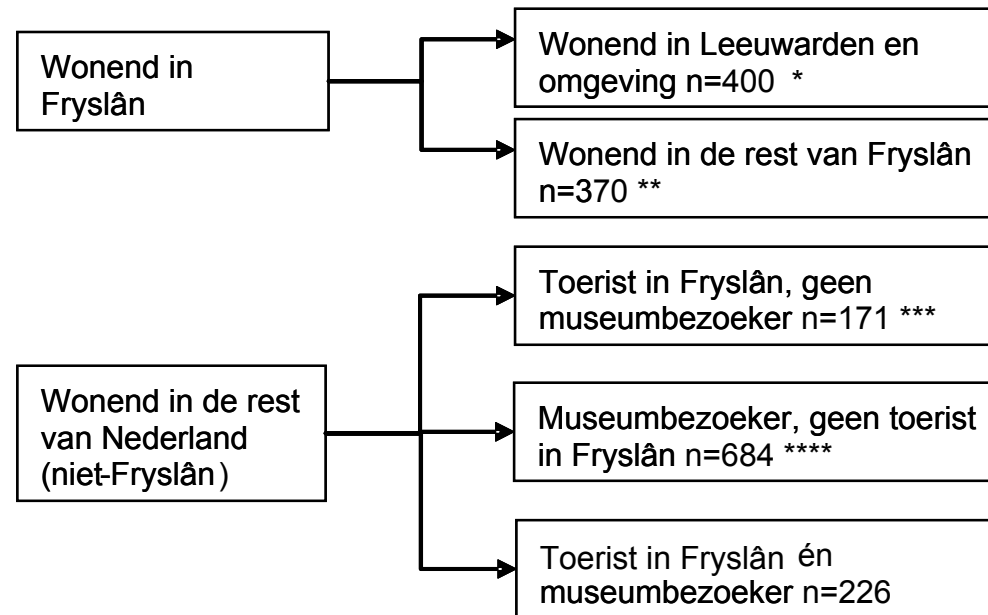 Wonend in
Fryslân
Wonend in Leeuwarden en
omgeving n=400 *
Wonend in de rest van Fryslân
n=370 **
Wonend in de rest
van Nederland
(niet-Fryslân)
Toerist in Fryslân, geen
museumbezoeker n=171 ***
Museumbezoeker, geen toerist
in Fryslân n=684 ****
Toerist in Fryslân én
museumbezoeker n=226